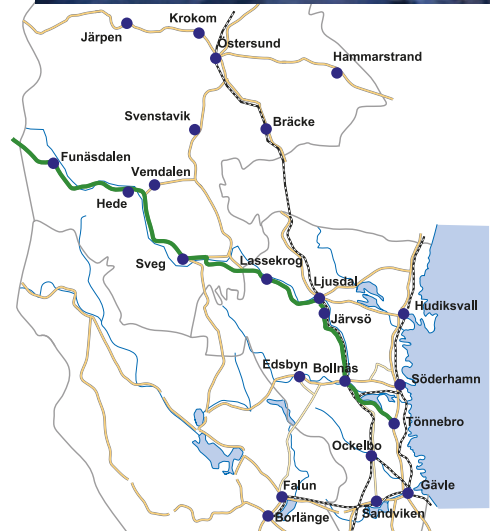 Krokom
Järpen
Östersund
Hammarstrand
Svenstavik
Bräcke
Funäsdalen
Vemdalen
Hede
Sveg
Lassekrog
Ljusdal
Järvsö
Hudiksvall
Edsbyn
Bollnäs
Söderhamn
Tönnebro
Ockelbo
Falun
Gävle
Sandviken
Borlänge